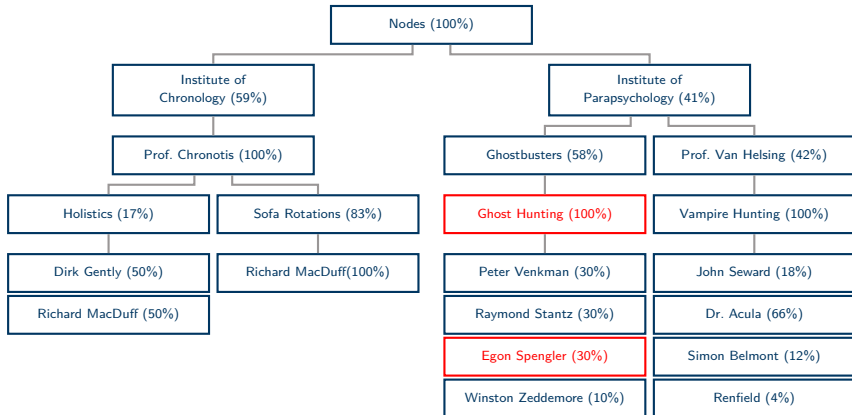 Nodes (100%)
Institute of
Chronology (59%)
Institute of
Parapsychology (41%)
Prof. Chronotis (100%)
Ghostbusters (58%)
Prof. Van Helsing (42%)
Holistics (17%)
Sofa Rotations (83%)
Ghost Hunting (100%)
Vampire Hunting (100%)
Dirk Gently (50%)
Richard MacDuff(100%)
Peter Venkman (30%)
John Seward (18%)
Richard MacDuff (50%)
Raymond Stantz (30%)
Dr. Acula (66%)
Egon Spengler (30%)
Simon Belmont (12%)
Winston Zeddemore (10%)
Renfield (4%)